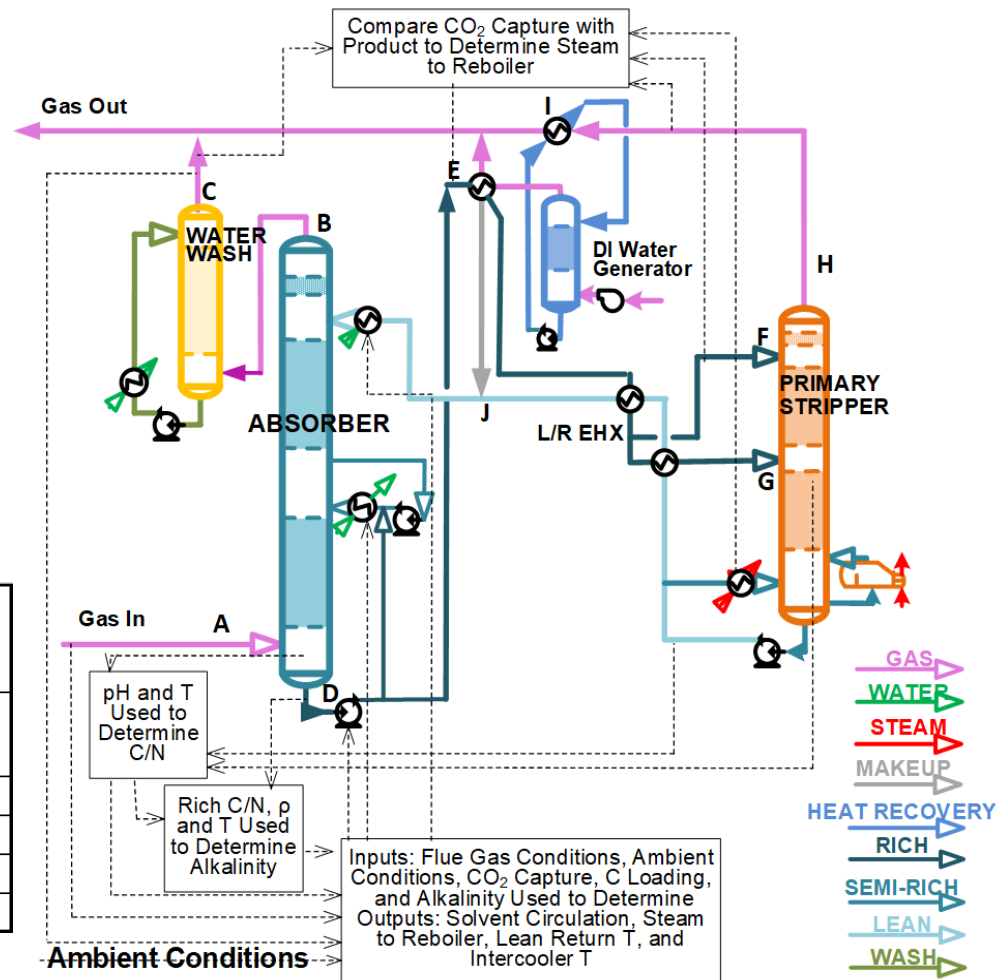 Compare CO₂ Capture with
Product to Determine Steam
to Reboiler
Gas Out
I
E
C
B
WATER
WASH
DI Water
Generator
H
F
PRIMARY
STRIPPER
ABSORBER
J
L/R EHX
G
Gas In
A
D
pH and T
Used to
Determine
C/N
Rich C/N, ρ
and T Used
to Determine
Alkalinity
Inputs: Flue Gas Conditions, Ambient
Conditions, CO₂ Capture, C Loading,
and Alkalinity Used to Determine
Outputs: Solvent Circulation, Steam
to Reboiler, Lean Return T, and
Intercooler T
Ambient Conditions
GAS
WATER
STEAM
MAKEUP
HEAT RECOVERY
RICH
SEMI-RICH
LEAN
WASH